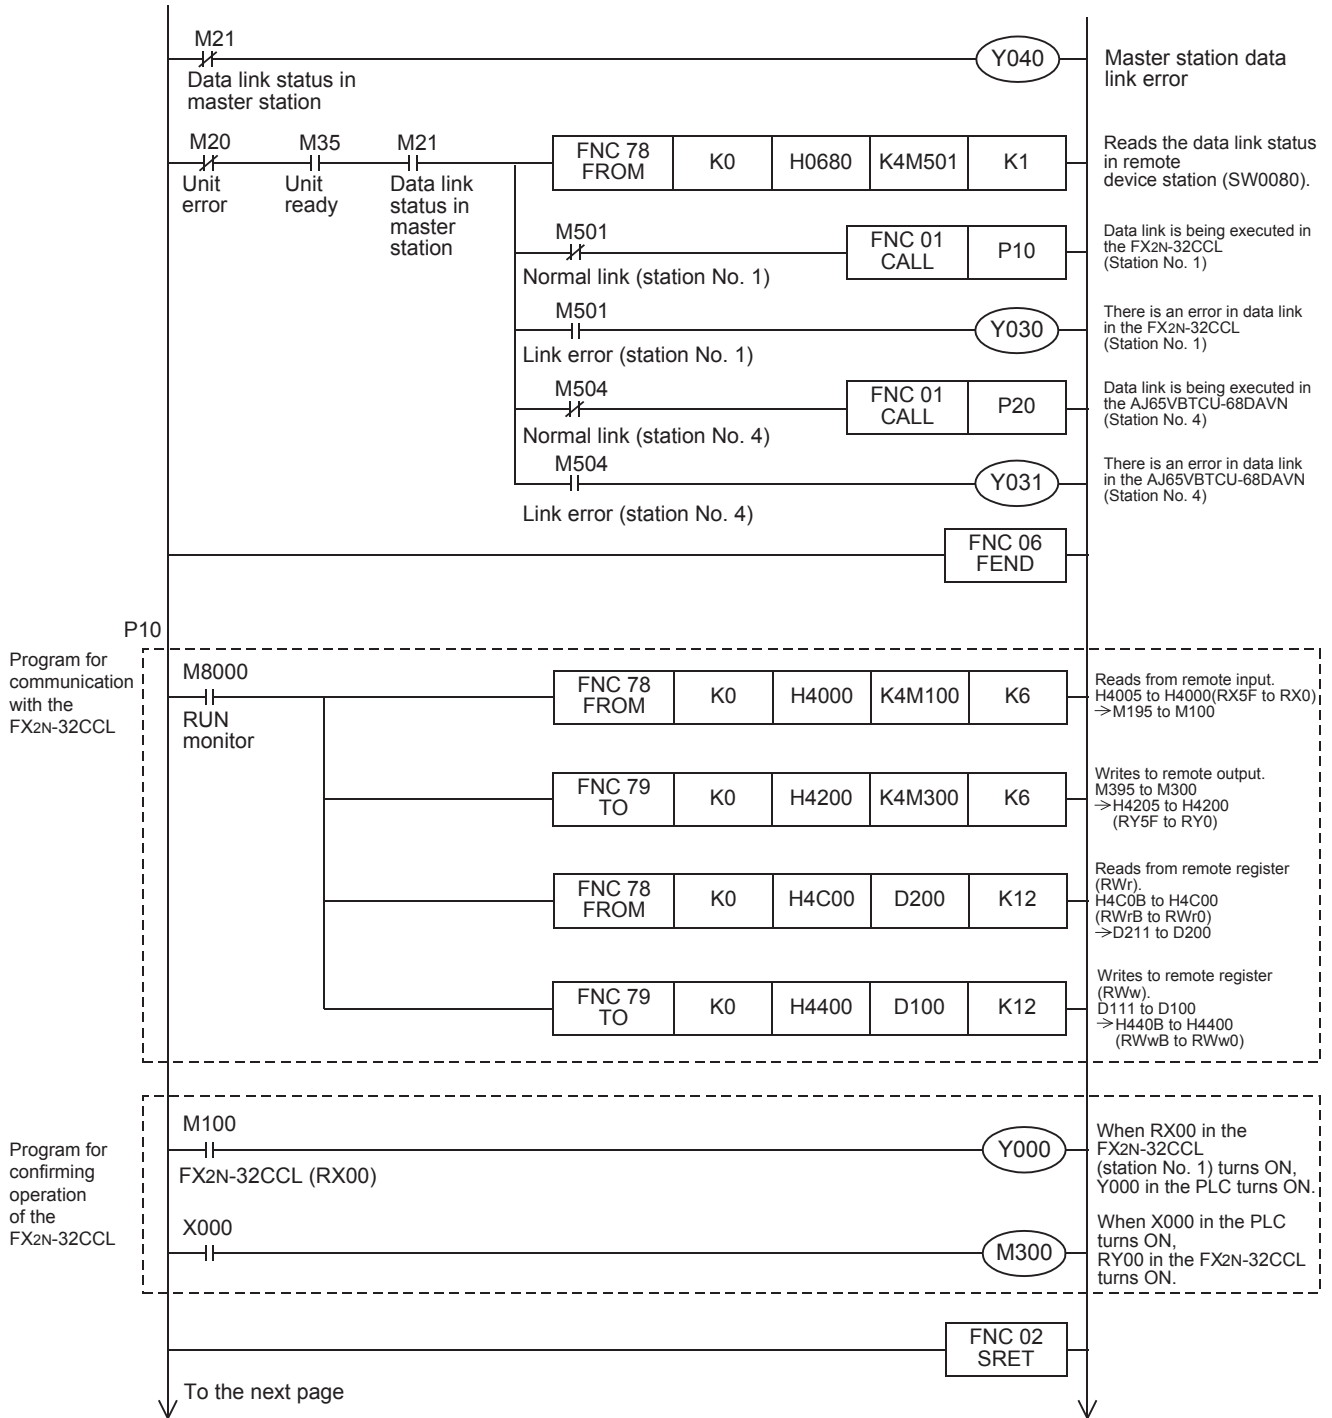 M21
Y040
Master station data
link error
Data link status in
master station
M20
M35
M21
Unit
error
Unit
ready
Data link
status in
master
station
FNC 78
FROM
K0
H0680
K4M501
K1
Reads the data link status
in remote
device station (SW0080).
M501
Normal link (station No. 1)
FNC 01
CALL
P10
Data link is being executed in
the FX2N-32CCL
(Station No. 1)
M501
Link error (station No. 1)
Y030
There is an error in data link
in the FX2N-32CCL
(Station No. 1)
M504
Normal link (station No. 4)
FNC 01
CALL
P20
Data link is being executed in
the AJ65VBTCU-68DAVN
(Station No. 4)
M504
Link error (station No. 4)
Y031
There is an error in data link
in the AJ65VBTCU-68DAVN
(Station No. 4)
FNC 06
FEND
P10
Program for
communication
with the
FX2N-32CCL
M8000
RUN
monitor
FNC 78
FROM
K0
H4000
K4M100
K6
Reads from remote input.
H4005 to H4000(RX5F to RX0)
→M195 to M100
FNC 79
TO
K0
H4200
K4M300
K6
Writes to remote output.
M395 to M300
→H4205 to H4200
(RY5F to RY0)
FNC 78
FROM
K0
H4C00
D200
K12
Reads from remote register
(RWr).
H4C0B to H4C00
(RWrB to RWr0)
→D211 to D200
FNC 79
TO
K0
H4400
D100
K12
Writes to remote register
(RWw).
D111 to D100
→H440B to H4400
(RWwB to RWw0)
Program for
confirming
operation
of the
FX2N-32CCL
M100
FX2N-32CCL (RX00)
Y000
When RX00 in the
FX2N-32CCL
(station No. 1) turns ON,
Y000 in the PLC turns ON.
X000
M300
When X000 in the PLC
turns ON,
RY00 in the FX2N-32CCL
turns ON.
FNC 02
SRET
To the next page